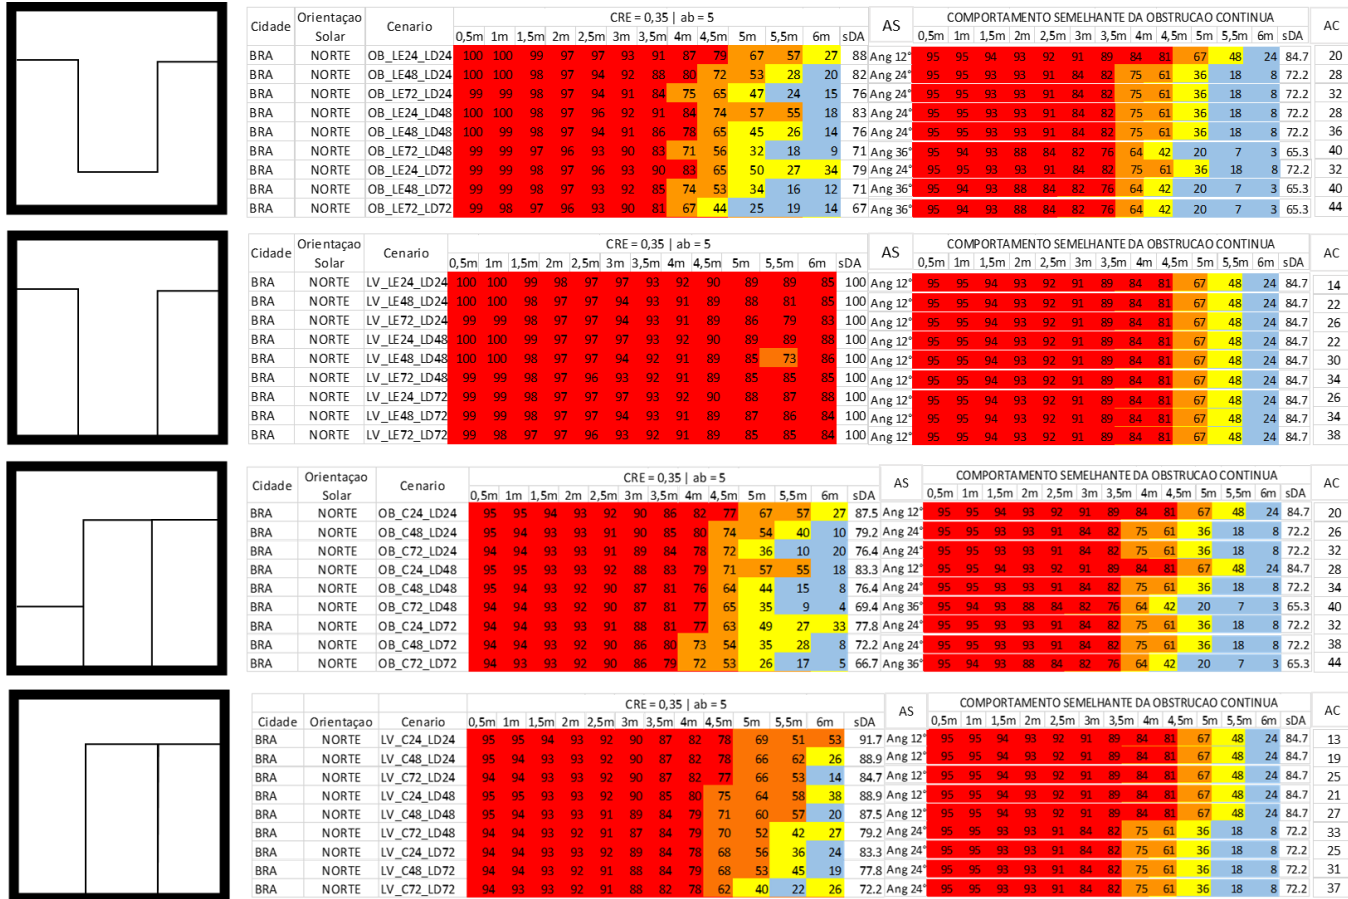 CRE = 0,35 | ab = 5 AS COMPORTAMENTO SEMELHANTE DA OBSTRUCAO CONTINUA AC
Cidade Orientaçao Solar Cenario 0,5m 1m 1,5m 2m 2,5m 3m 3,5m 4m 4,5m 5m 5,5m 6m sDA 0,5m 1m 1,5m 2m 2,5m 3m 3,5m 4m 4,5m 5m 5,5m 6m sDA
BRA NORTE OB_LE24_LD24 100 100 99 97 97 93 91 87 79 67 57 27 88 Ang 12° 95 95 94 93 92 91 89 84 81 67 48 24 84.7 20
BRA NORTE OB_LE48_LD24 100 100 98 97 94 92 88 80 72 53 28 20 82 Ang 24° 95 95 93 93 91 84 82 75 61 36 18 8 72.2 28
BRA NORTE OB_LE72_LD24 99 99 98 97 94 91 84 75 65 47 24 15 76 Ang 24° 95 95 93 93 91 84 82 75 61 36 18 8 72.2 32
BRA NORTE OB_LE24_LD48 100 100 98 97 96 92 91 84 74 57 55 18 83 Ang 24° 95 95 93 93 91 84 82 75 61 36 18 8 72.2 28
BRA NORTE OB_LE48_LD48 100 99 98 97 94 91 86 78 65 45 26 14 76 Ang 24° 95 95 93 93 91 84 82 75 61 36 18 8 72.2 36
BRA NORTE OB_LE72_LD48 99 99 97 96 93 90 83 71 56 32 18 9 71 Ang 36° 95 94 93 88 84 82 76 64 42 20 7 3 65.3 40
BRA NORTE OB_LE24_LD72 99 99 98 97 96 93 90 83 65 50 27 34 79 Ang 24° 95 95 93 93 91 84 82 75 61 36 18 8 72.2 32
BRA NORTE OB_LE48_LD72 99 99 98 97 93 92 85 74 53 34 16 12 71 Ang 36° 95 94 93 88 84 82 76 64 42 20 7 3 65.3 40
BRA NORTE OB_LE72_LD72 99 98 97 96 93 90 81 67 44 25 19 14 67 Ang 36° 95 94 93 88 84 82 76 64 42 20 7 3 65.3 44
CRE = 0,35 | ab = 5 AS COMPORTAMENTO SEMELHANTE DA OBSTRUCAO CONTINUA AC
Cidade Orientaçao Solar Cenario 0,5m 1m 1,5m 2m 2,5m 3m 3,5m 4m 4,5m 5m 5,5m 6m sDA 0,5m 1m 1,5m 2m 2,5m 3m 3,5m 4m 4,5m 5m 5,5m 6m sDA
BRA NORTE LV_LE24_LD24 100 100 99 98 97 97 93 92 90 89 89 85 100 Ang 12° 95 95 94 93 92 91 89 84 81 67 48 24 84.7 14
BRA NORTE LV_LE48_LD24 100 100 98 97 97 94 93 91 89 88 81 85 100 Ang 12° 95 95 94 93 92 91 89 84 81 67 48 24 84.7 22
BRA NORTE LV_LE72_LD24 99 99 98 97 97 94 93 91 89 86 79 83 100 Ang 12° 95 95 94 93 92 91 89 84 81 67 48 24 84.7 26
BRA NORTE LV_LE24_LD48 100 100 99 97 97 97 93 92 90 89 89 88 100 Ang 12° 95 95 94 93 92 91 89 84 81 67 48 24 84.7 22
BRA NORTE LV_LE48_LD48 100 100 98 97 97 94 92 91 89 85 73 86 100 Ang 12° 95 95 94 93 92 91 89 84 81 67 48 24 84.7 30
BRA NORTE LV_LE72_LD48 99 99 98 97 96 93 92 91 89 85 85 85 100 Ang 12° 95 95 94 93 92 91 89 84 81 67 48 24 84.7 34
BRA NORTE LV_LE24_LD72 99 99 98 97 97 97 93 92 90 88 87 88 100 Ang 12° 95 95 94 93 92 91 89 84 81 67 48 24 84.7 26
BRA NORTE LV_LE48_LD72 99 99 98 97 97 94 93 91 89 87 86 84 100 Ang 12° 95 95 94 93 92 91 89 84 81 67 48 24 84.7 34
BRA NORTE LV_LE72_LD72 99 98 97 97 96 93 92 91 89 85 85 84 100 Ang 12° 95 95 94 93 92 91 89 84 81 67 48 24 84.7 38
CRE = 0,35 | ab = 5 AS COMPORTAMENTO SEMELHANTE DA OBSTRUCAO CONTINUA AC
Cidade Orientaçao Solar Cenario 0,5m 1m 1,5m 2m 2,5m 3m 3,5m 4m 4,5m 5m 5,5m 6m sDA 0,5m 1m 1,5m 2m 2,5m 3m 3,5m 4m 4,5m 5m 5,5m 6m sDA
BRA NORTE OB_C24_LD24 95 95 94 93 92 90 86 82 77 67 57 27 87.5 Ang 12° 95 95 94 93 92 91 89 84 81 67 48 24 84.7 20
BRA NORTE OB_C48_LD24 95 94 93 93 91 90 85 80 74 54 40 10 79.2 Ang 24° 95 95 93 93 91 84 82 75 61 36 18 8 72.2 26
BRA NORTE OB_C72_LD24 94 94 93 93 91 89 84 78 72 36 10 20 76.4 Ang 24° 95 95 93 93 91 84 82 75 61 36 18 8 72.2 32
BRA NORTE OB_C24_LD48 95 94 93 93 92 88 83 79 71 57 55 18 83.3 Ang 12° 95 95 94 93 92 91 89 84 81 67 48 24 84.7 28
BRA NORTE OB_C48_LD48 94 94 93 92 91 87 81 76 64 44 15 8 76.4 Ang 24° 95 95 93 93 91 84 82 75 61 36 18 8 72.2 34
BRA NORTE OB_C72_LD48 94 94 93 92 90 87 81 77 65 35 9 4 69.4 Ang 36° 95 94 93 88 84 82 76 64 42 20 7 3 65.3 40
BRA NORTE OB_C24_LD72 94 94 93 93 91 88 81 77 63 49 27 33 77.8 Ang 24° 95 95 93 93 91 84 82 75 61 36 18 8 72.2 32
BRA NORTE OB_C48_LD72 94 94 93 92 90 88 80 73 54 35 28 8 72.2 Ang 24° 95 95 93 93 91 84 82 75 61 36 18 8 72.2 38
BRA NORTE OB_C72_LD72 94 93 93 92 90 86 79 72 53 26 17 5 66.7 Ang 36° 95 94 93 88 84 82 76 64 42 20 7 3 65.3 44
CRE = 0,35 | ab = 5 AS COMPORTAMENTO SEMELHANTE DA OBSTRUCAO CONTINUA AC
Cidade Orientaçao Cenario 0,5m 1m 1,5m 2m 2,5m 3m 3,5m 4m 4,5m 5m 5,5m 6m sDA 0,5m 1m 1,5m 2m 2,5m 3m 3,5m 4m 4,5m 5m 5,5m 6m sDA
BRA NORTE LV_C24_LD24 95 95 94 93 92 90 87 82 78 69 51 53 91.7 Ang 12° 95 95 94 93 92 91 89 84 81 67 48 24 84.7 13
BRA NORTE LV_C48_LD24 95 94 93 93 92 90 87 82 78 66 62 26 88.9 Ang 12° 95 95 94 93 92 91 89 84 81 67 48 24 84.7 19
BRA NORTE LV_C72_LD24 94 94 93 93 92 90 87 82 77 66 53 14 84.7 Ang 12° 95 95 94 93 92 91 89 84 81 67 48 24 84.7 25
BRA NORTE LV_C24_LD48 95 95 93 93 92 90 85 80 75 64 58 38 88.9 Ang 12° 95 95 94 93 92 91 89 84 81 67 48 24 84.7 21
BRA NORTE LV_C48_LD48 95 94 93 93 91 89 84 79 71 60 57 20 87.5 Ang 12° 95 95 94 93 92 91 89 84 81 67 48 24 84.7 27
BRA NORTE LV_C72_LD48 94 94 93 92 91 87 84 79 70 52 42 27 79.2 Ang 24° 95 95 93 93 91 84 82 75 61 36 18 8 72.2 33
BRA NORTE LV_C24_LD72 94 94 93 93 92 89 84 78 68 56 36 24 83.3 Ang 24° 95 95 93 93 91 84 82 75 61 36 18 8 72.2 25
BRA NORTE LV_C48_LD72 94 94 93 92 91 88 84 79 68 53 45 19 77.8 Ang 24° 95 95 93 93 91 84 82 75 61 36 18 8 72.2 31
BRA NORTE LV_C72_LD72 94 93 93 92 91 88 82 78 62 40 22 26 72.2 Ang 24° 95 95 93 93 91 84 82 75 61 36 18 8 72.2 37